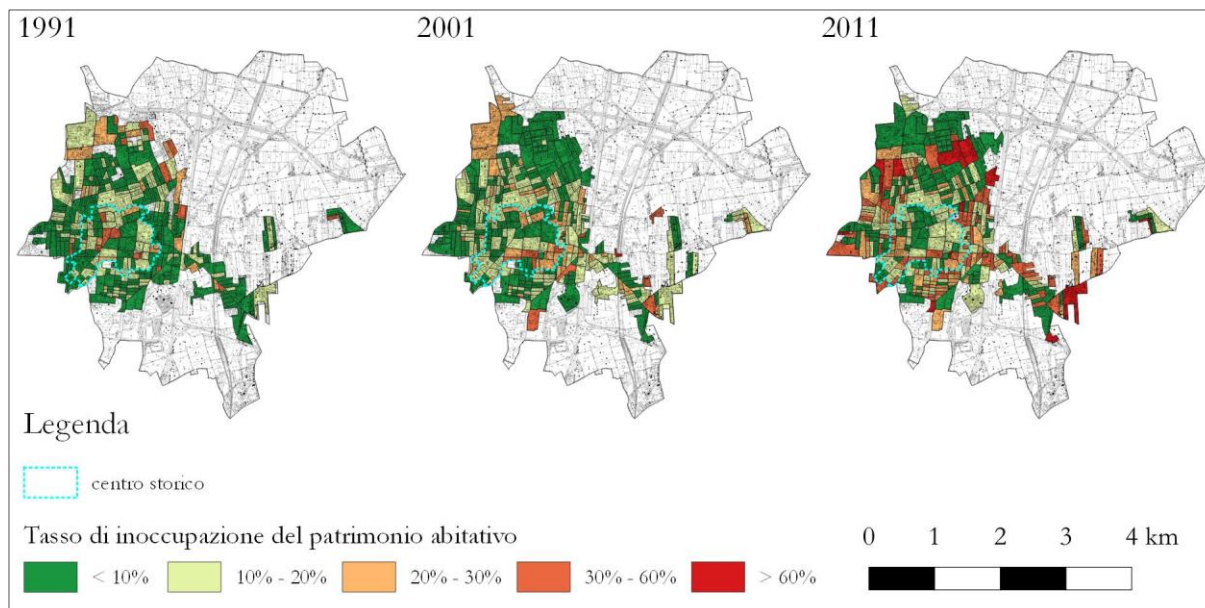 1991 2001 2011
Legenda
centro storico
Tasso di inoccupazione del patrimonio abitativo
0 1 2 3 4 km
< 10% 10% - 20% 20% - 30% 30% - 60% > 60%